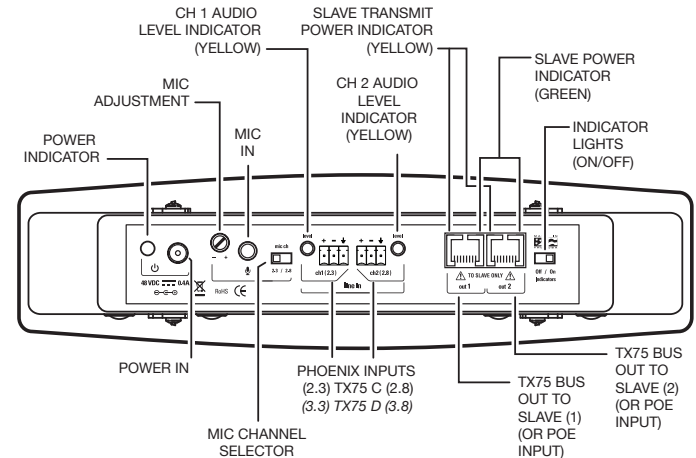 CH 1 AUDIO
LEVEL INDICATOR
(YELLOW)
SLAVE TRANSMIT
POWER INDICATOR
(YELLOW)
SLAVE POWER
INDICATOR
(GREEN)
MIC
ADJUSTMENT
CH 2 AUDIO
LEVEL
INDICATOR
(YELLOW)
POWER
INDICATOR
MIC
IN
INDICATOR
LIGHTS
(ON/OFF)
level
+ - 
level
+ - 
mic ch
2.3 / 2.8
- +
ch1 (2.3)
ch2 (2.8)
line in
TO SLAVE ONLY
out 1
out 2
Off / On
Indicators
48 VDC 0.4A
RoHS CE
POWER IN
PHOENIX INPUTS
(2.3) TX75 C (2.8)
(3.3) TX75 D (3.8)
MIC CHANNEL
SELECTOR
TX75 BUS
OUT TO
SLAVE (1)
(OR POE
INPUT)
TX75 BUS
OUT TO
SLAVE (2)
(OR POE
INPUT)